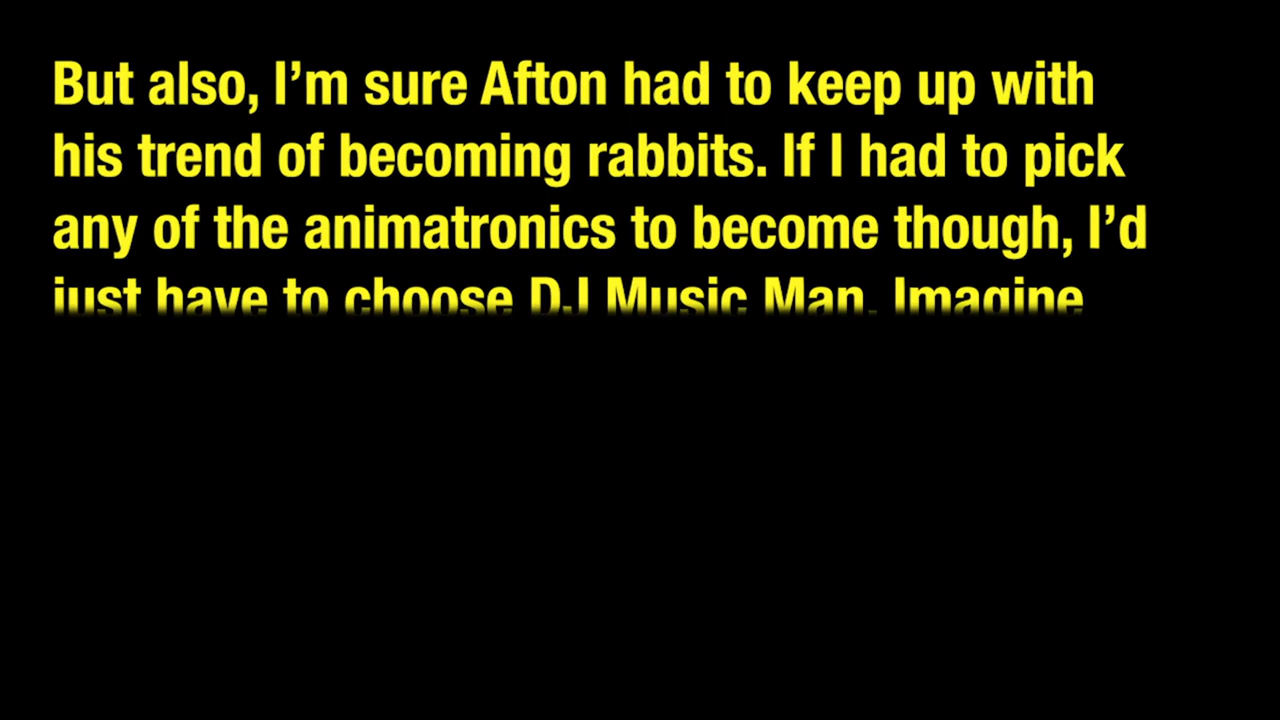 But also, I’m sure Afton had to keep up with
his trend of becoming rabbits. If I had to pick
any of the animatronics to become though, I’d
just have to choose DJ Music Man. Imagine